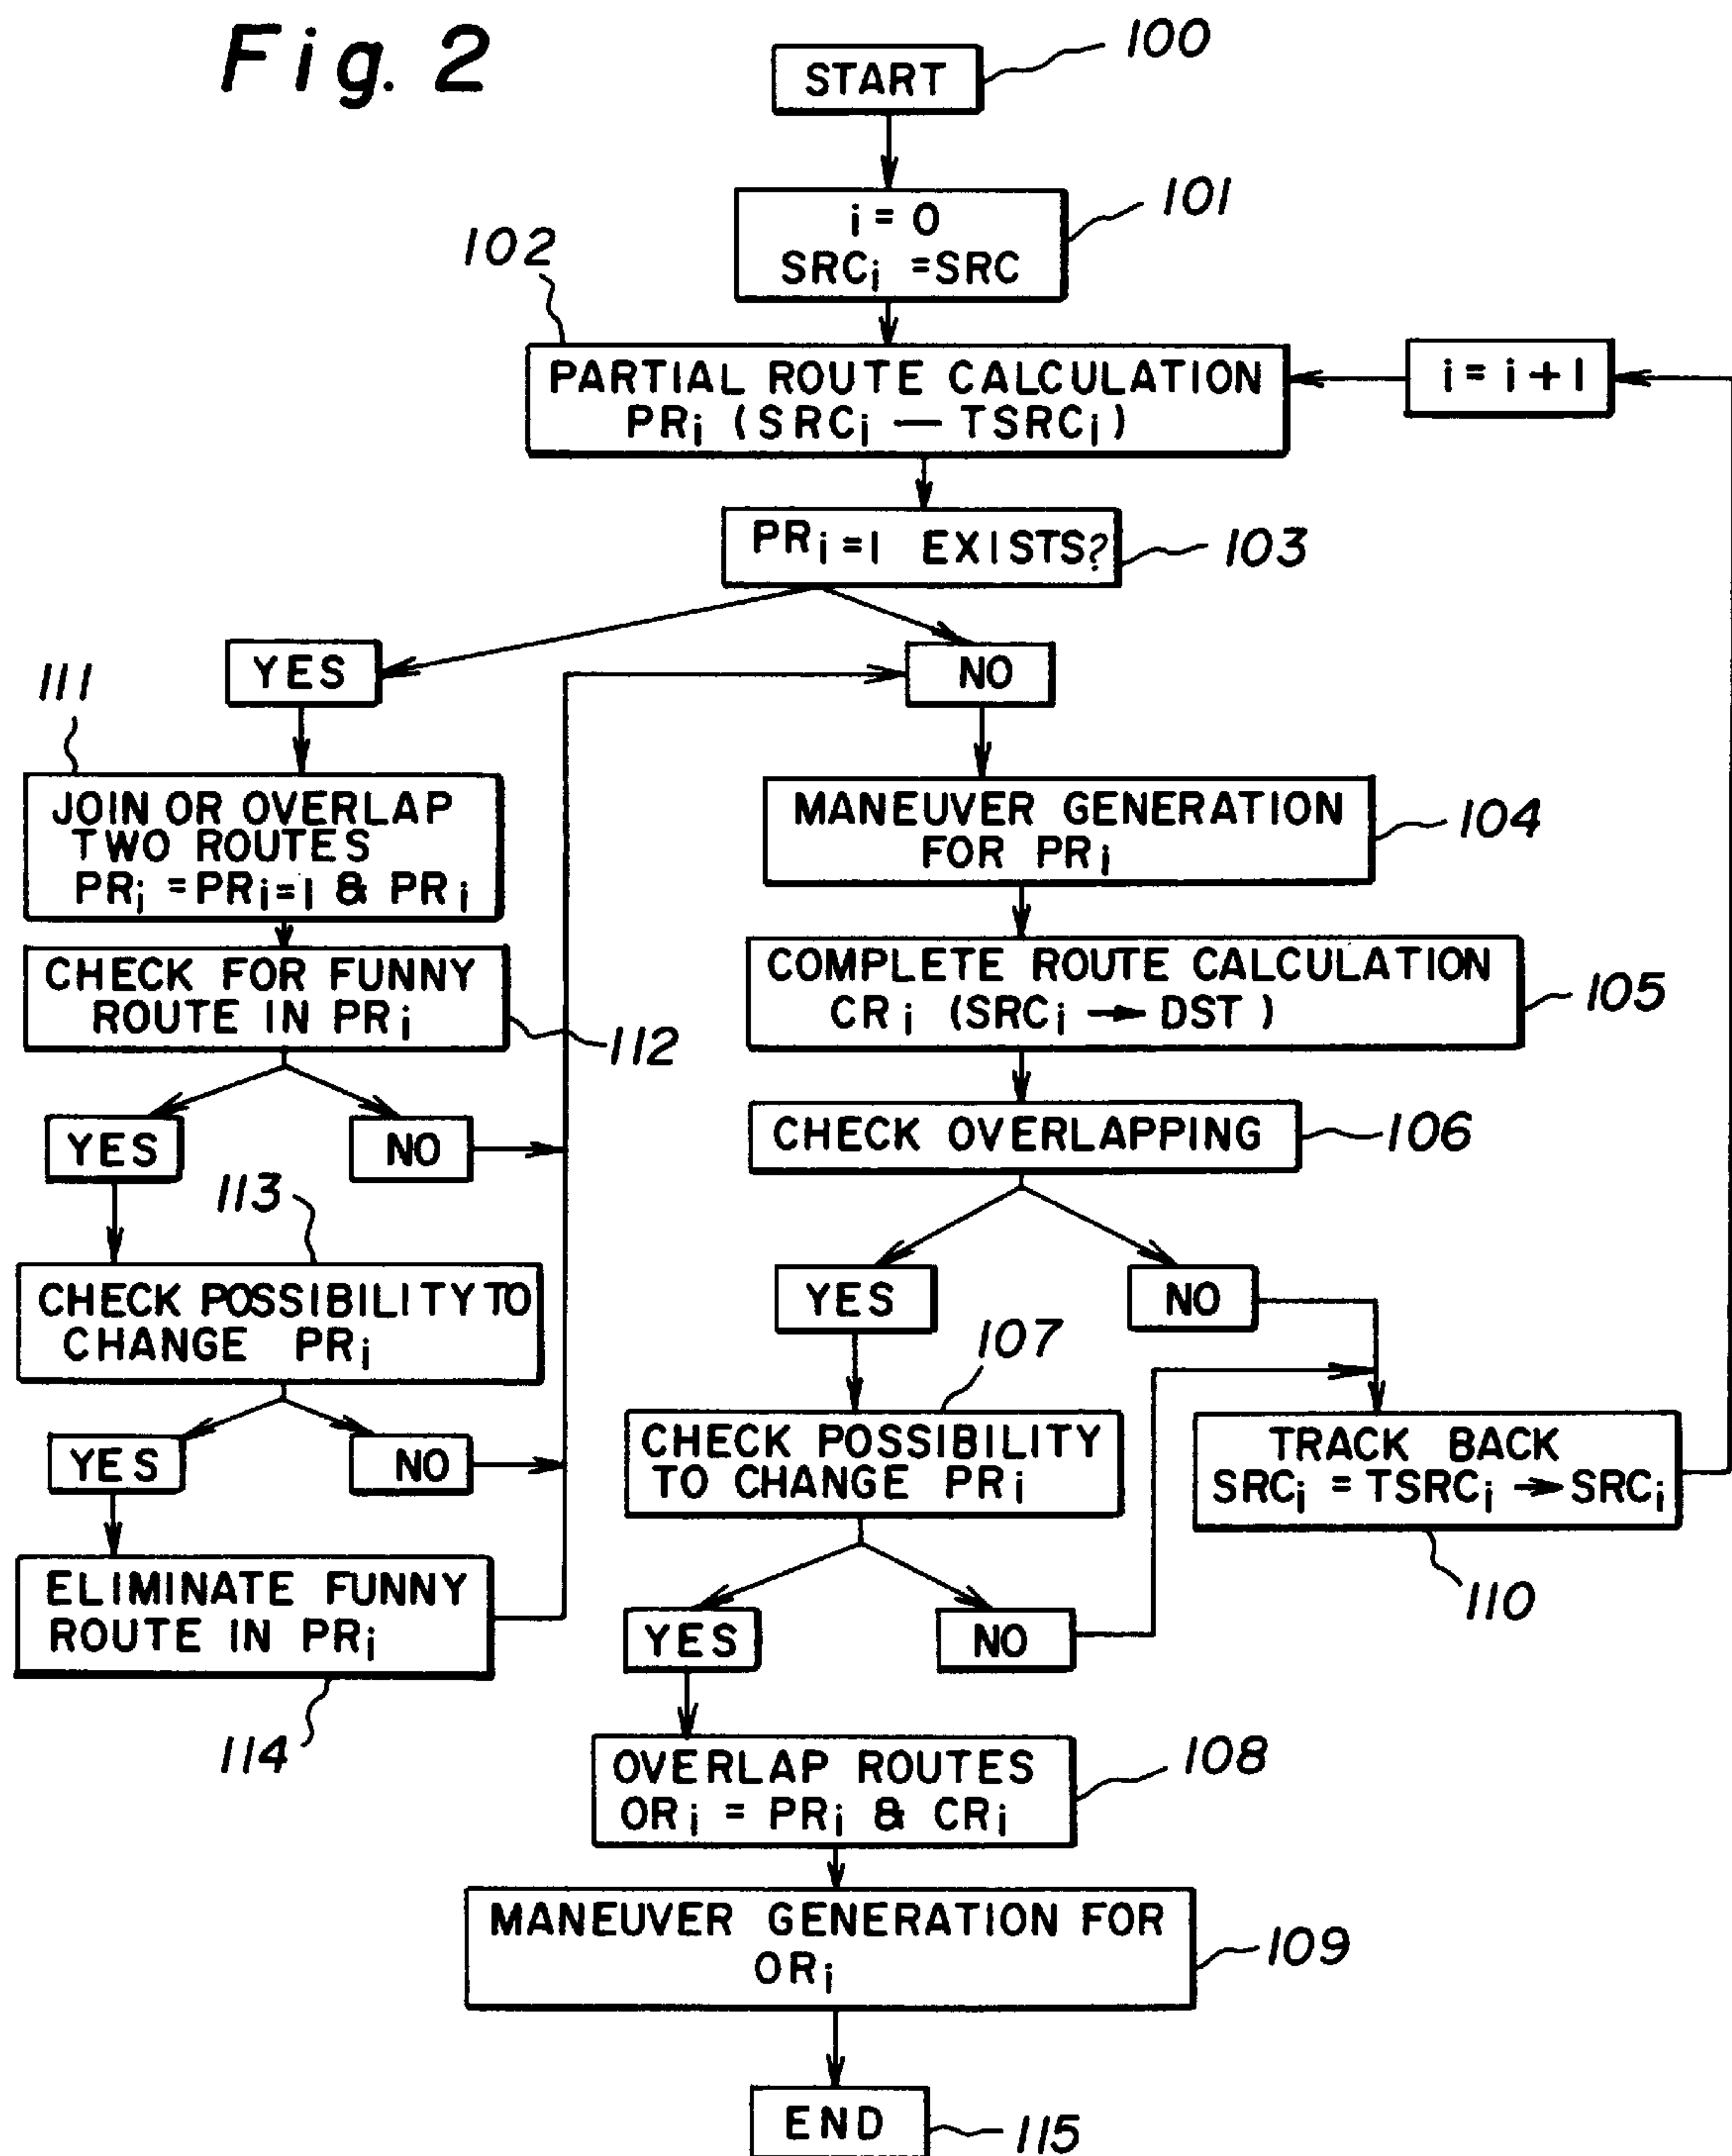 Fig. 2
100
START
101
i = 0
SRCi = SRC
102
PARTIAL ROUTE CALCULATION
PRi (SRCi — TSRCi)
i = i + 1
PRi=1 EXISTS?
103
YES
NO
111
JOIN OR OVERLAP
TWO ROUTES
PRi = PRi=1 & PRi
MANEUVER GENERATION
FOR PRi
104
CHECK FOR FUNNY
ROUTE IN PRi
112
COMPLETE ROUTE CALCULATION
CRi (SRCi → DST )
105
YES
NO
CHECK OVERLAPPING
106
113
CHECK POSSIBILITY TO
CHANGE PRi
YES
NO
107
YES
NO
CHECK POSSIBILITY
TO CHANGE PRi
TRACK BACK
SRCi = TSRCi → SRCi
110
ELIMINATE FUNNY
ROUTE IN PRi
114
YES
NO
OVERLAP ROUTES
ORi = PRi & CRi
108
MANEUVER GENERATION FOR
ORi
109
END
115